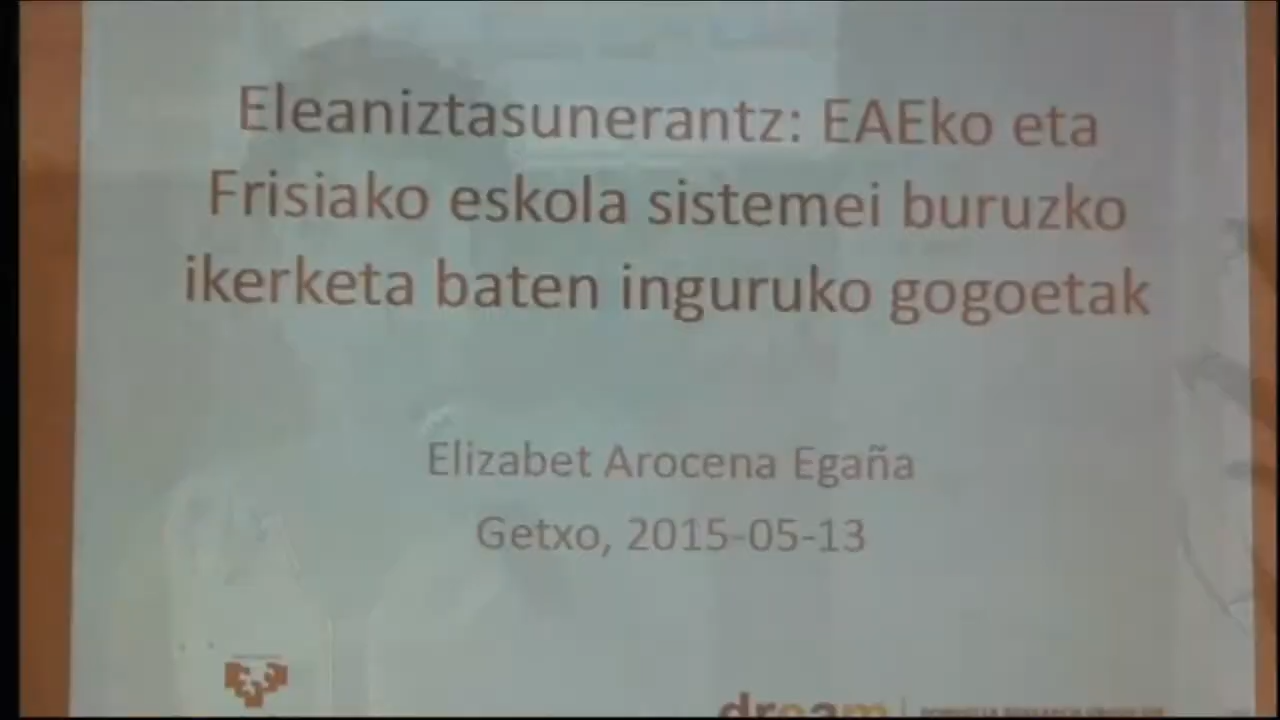 Eleaniztasunerantz: EAEko eta
Frisiako eskola sistemei buruzko
ikerketa baten inguruko gogoetak
Elizabet Arocena Egaña
Getxo, 2015-05-13
dream